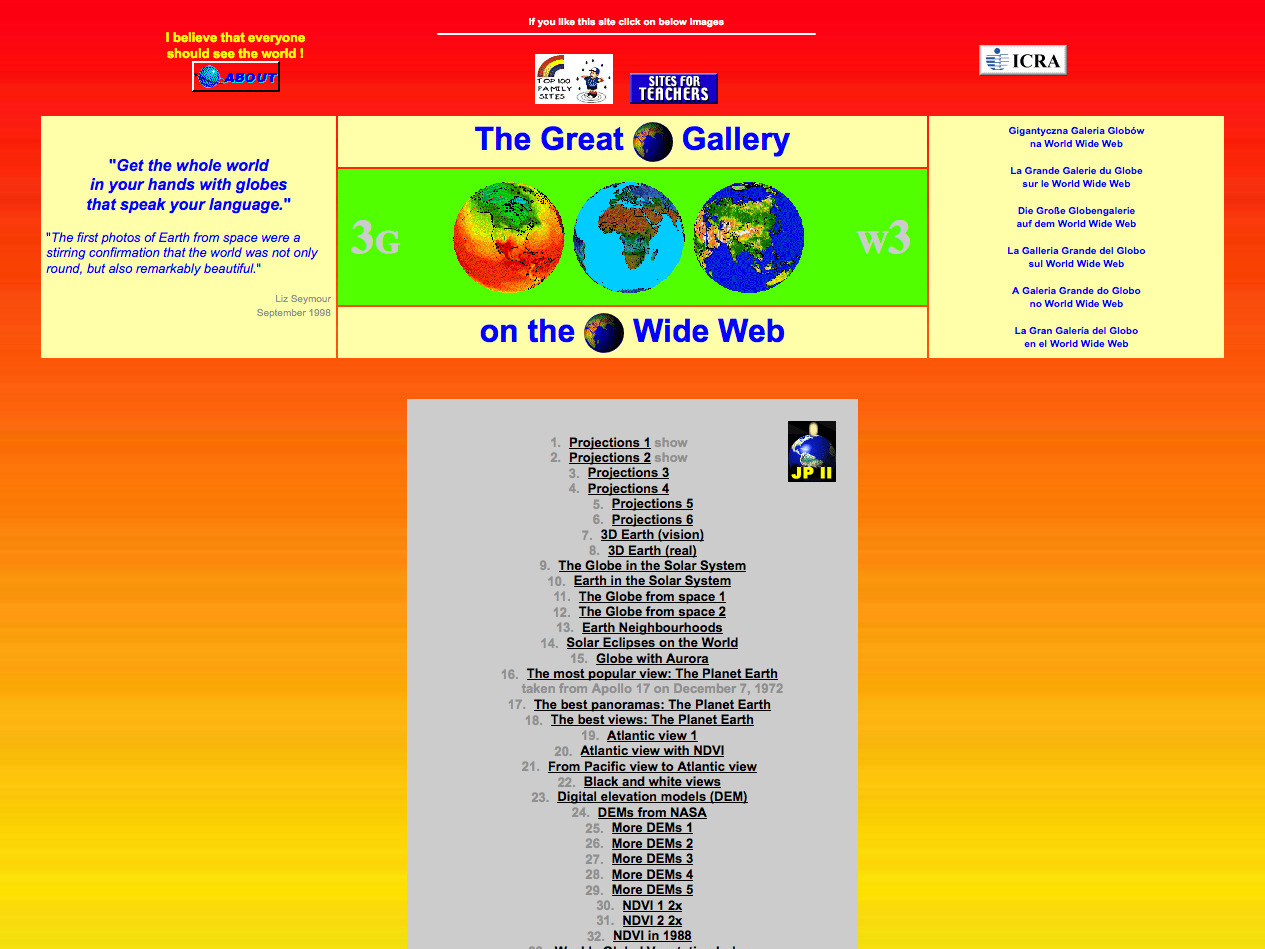 If you like this site click on below images
I believe that everyone
should see the world !
ABOUT
TOP 100
FAMILY
SITES
SITES FOR
TEACHERS
ICRA
"Get the whole world
in your hands with globes
that speak your language."
"The first photos of Earth from space were a
stirring confirmation that the world was not only
round, but also remarkably beautiful."
Liz Seymour
September 1998
The Great Gallery
3G
W3
on the Wide Web
Gigantyczna Galeria Globów
na World Wide Web
La Grande Galerie du Globe
sur le World Wide Web
Die Große Globengalerie
auf dem World Wide Web
La Galleria Grande del Globo
sul World Wide Web
A Galeria Grande do Globo
no World Wide Web
La Gran Galería del Globo
en el World Wide Web
JP II
1. Projections 1 show
2. Projections 2 show
3. Projections 3
4. Projections 4
5. Projections 5
6. Projections 6
7. 3D Earth (vision)
8. 3D Earth (real)
9. The Globe in the Solar System
10. Earth in the Solar System
11. The Globe from space 1
12. The Globe from space 2
13. Earth Neighbourhoods
14. Solar Eclipses on the World
15. Globe with Aurora
16. The most popular view: The Planet Earth
taken from Apollo 17 on December 7, 1972
17. The best panoramas: The Planet Earth
18. The best views: The Planet Earth
19. Atlantic view 1
20. Atlantic view with NDVI
21. From Pacific view to Atlantic view
22. Black and white views
23. Digital elevation models (DEM)
24. DEMs from NASA
25. More DEMs 1
26. More DEMs 2
27. More DEMs 3
28. More DEMs 4
29. More DEMs 5
30. NDVI 1 2x
31. NDVI 2 2x
32. NDVI in 1988